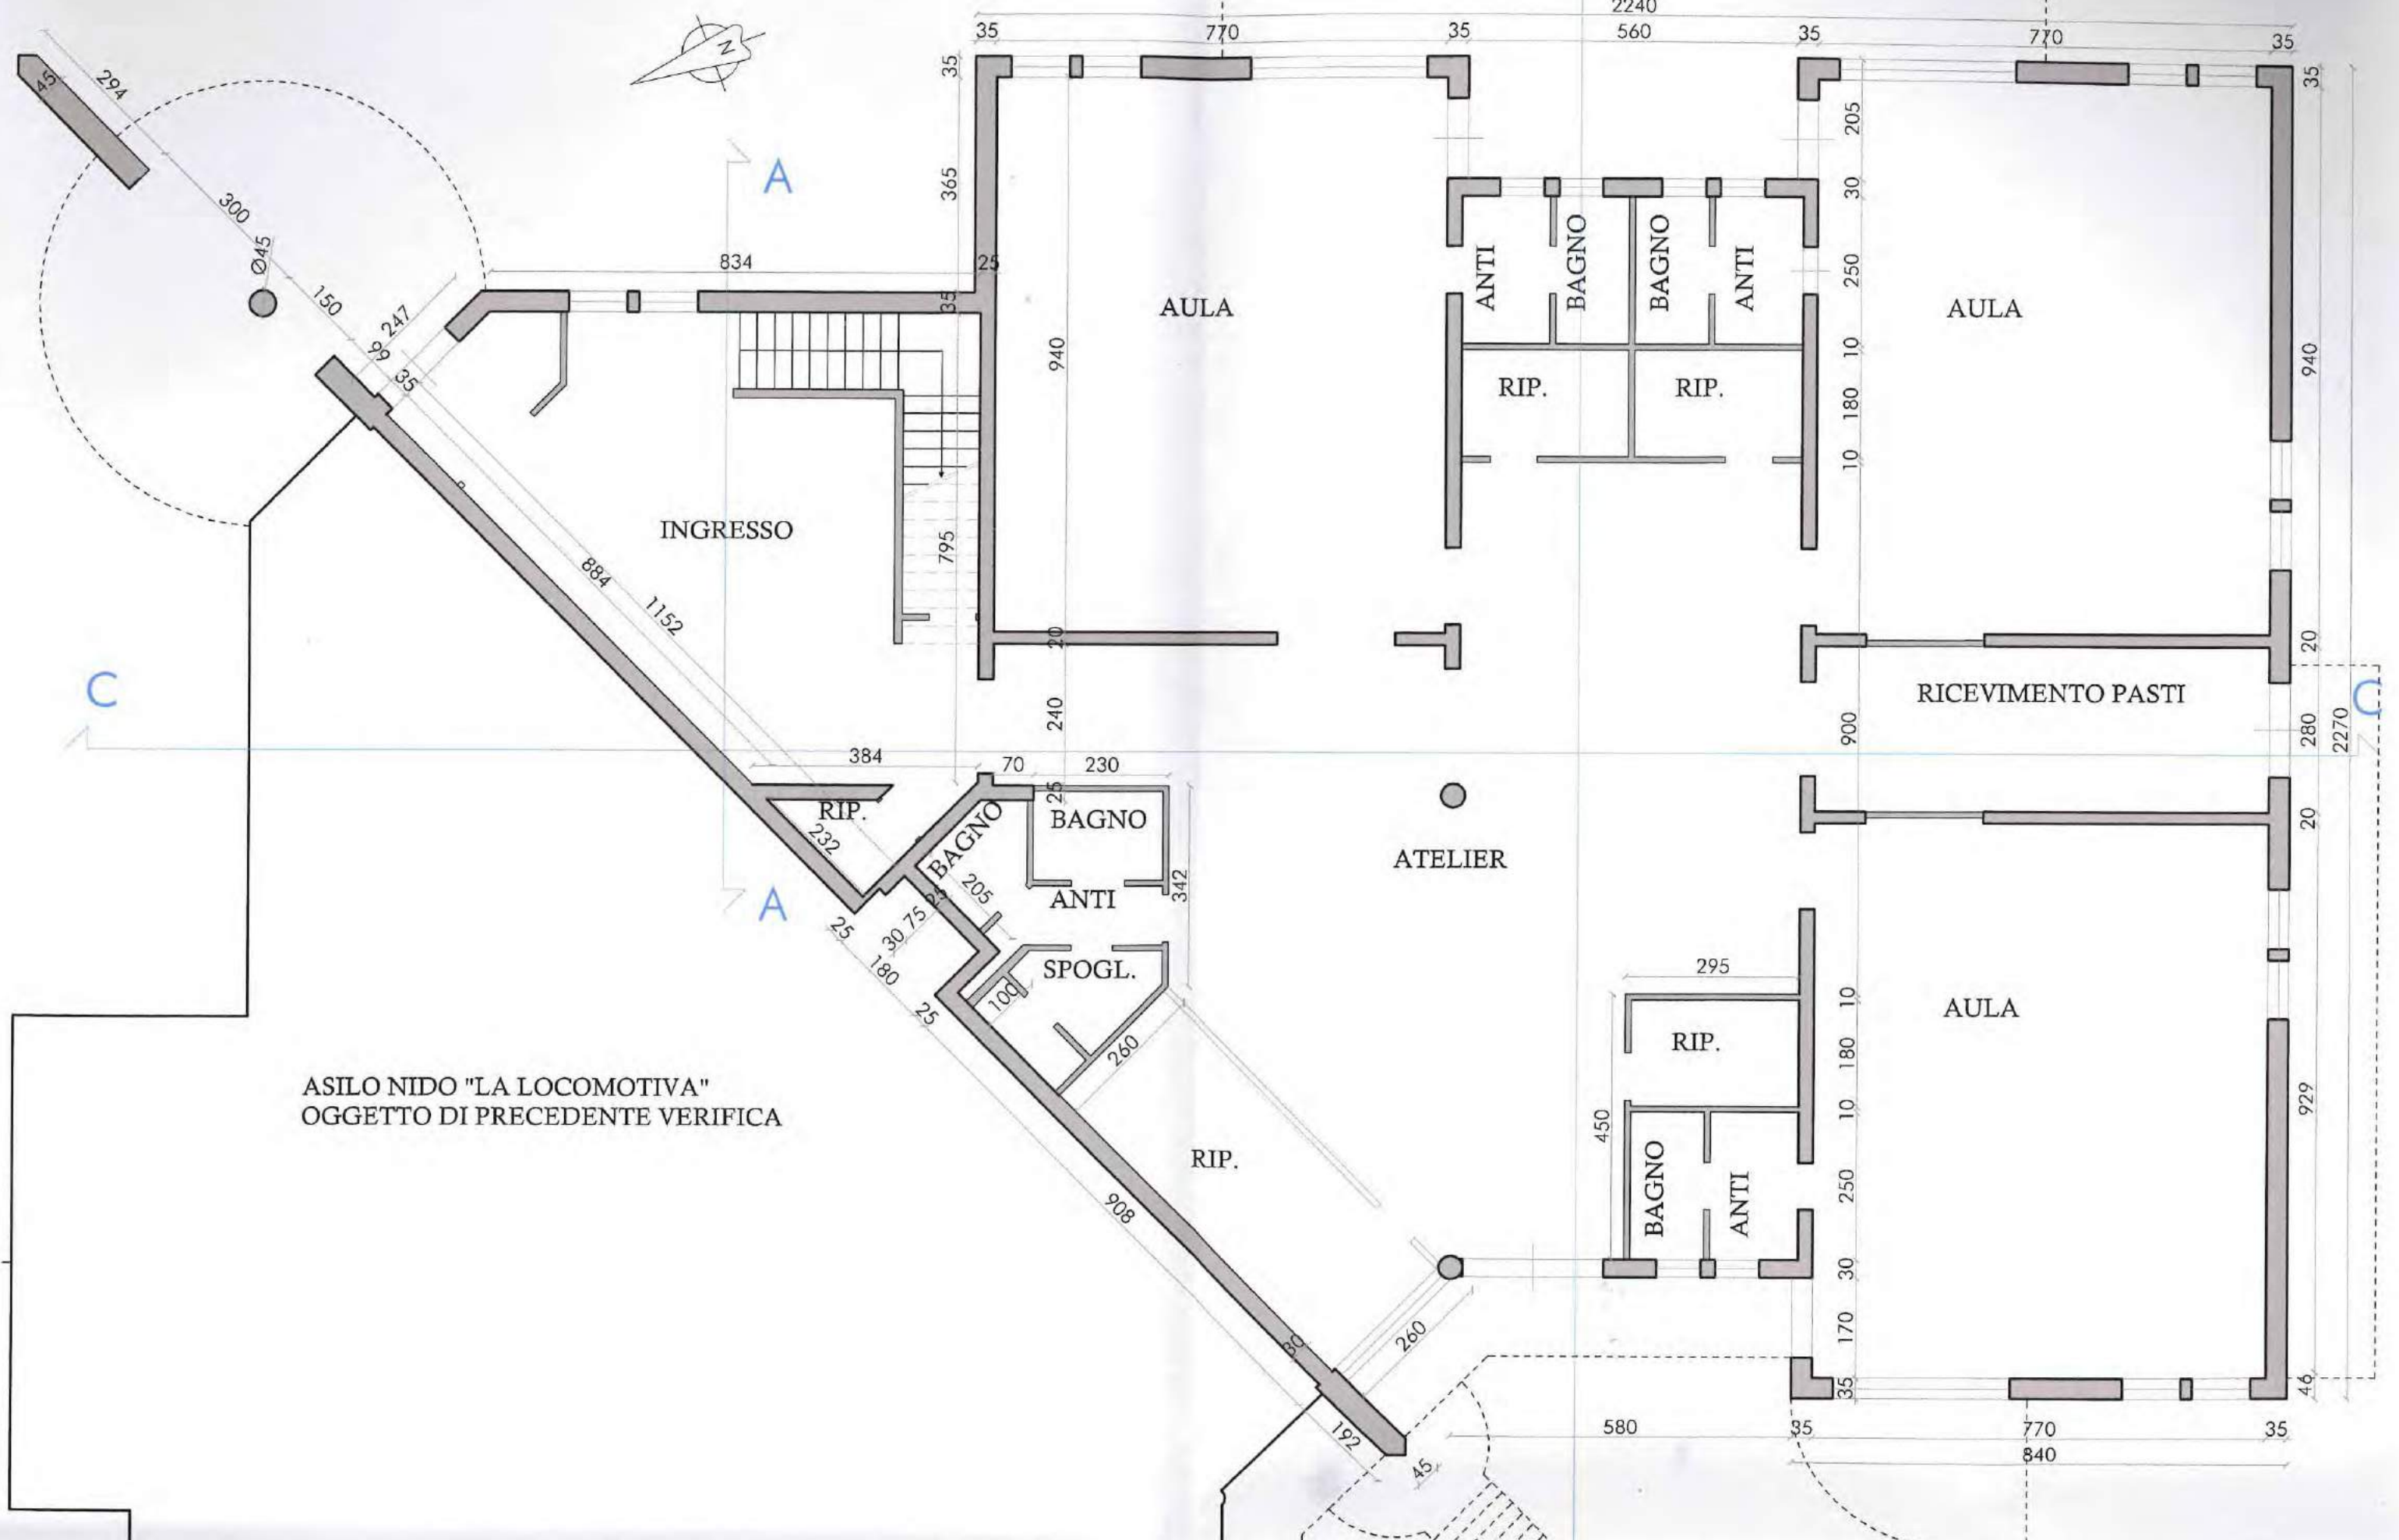 2240
35 770 35 560 35 770 35
294
45
N
35
35
A
365
205
300
30
Ø45
834
25
ANTI
BAGNO
BAGNO
ANTI
250
150
247
35
AULA
AULA
99
35
940
10
940
RIP.
RIP.
180
10
INGRESSO
795
884
1152
20
20
C
240
RICEVIMENTO PASTI
C
900
280
2270
384
70
230
25
RIP.
232
BAGNO
BAGNO
20
ATELIER
205
25
75
30
ANTI
342
A
25
180
SPOGL.
295
100
25
10
AULA
260
RIP.
180
ASILO NIDO "LA LOCOMOTIVA"
OGGETTO DI PRECEDENTE VERIFICA
450
10
929
RIP.
BAGNO
ANTI
250
908
30
30
260
170
35
46
580
35
770
35
192
45
840